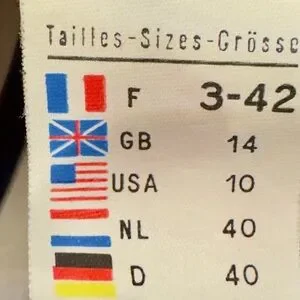 Tailles-Sizes-Grösse
F 3-42
GB 14
USA 10
NL 40
D 40